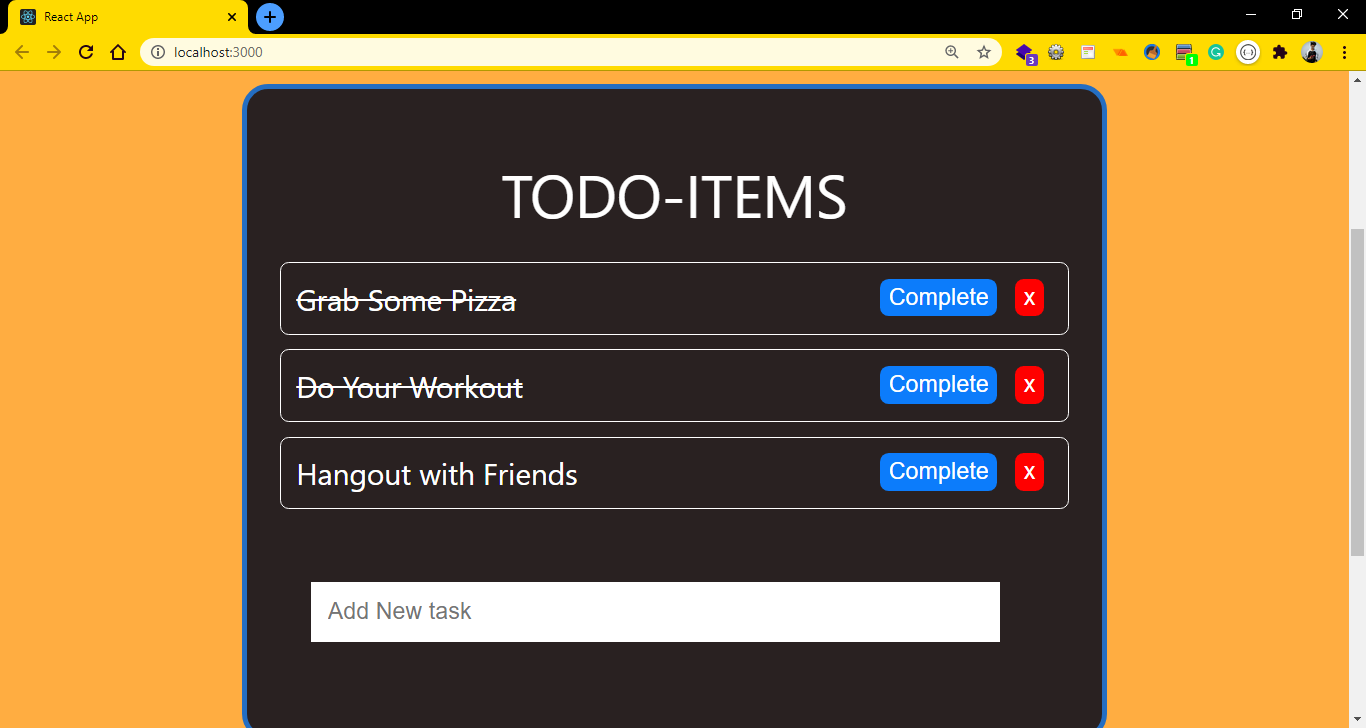 React App
localhost:3000
3
1
TODO-ITEMS
Grab Some Pizza
Complete
x
Do Your Workout
Complete
x
Hangout with Friends
Complete
x
Add New task